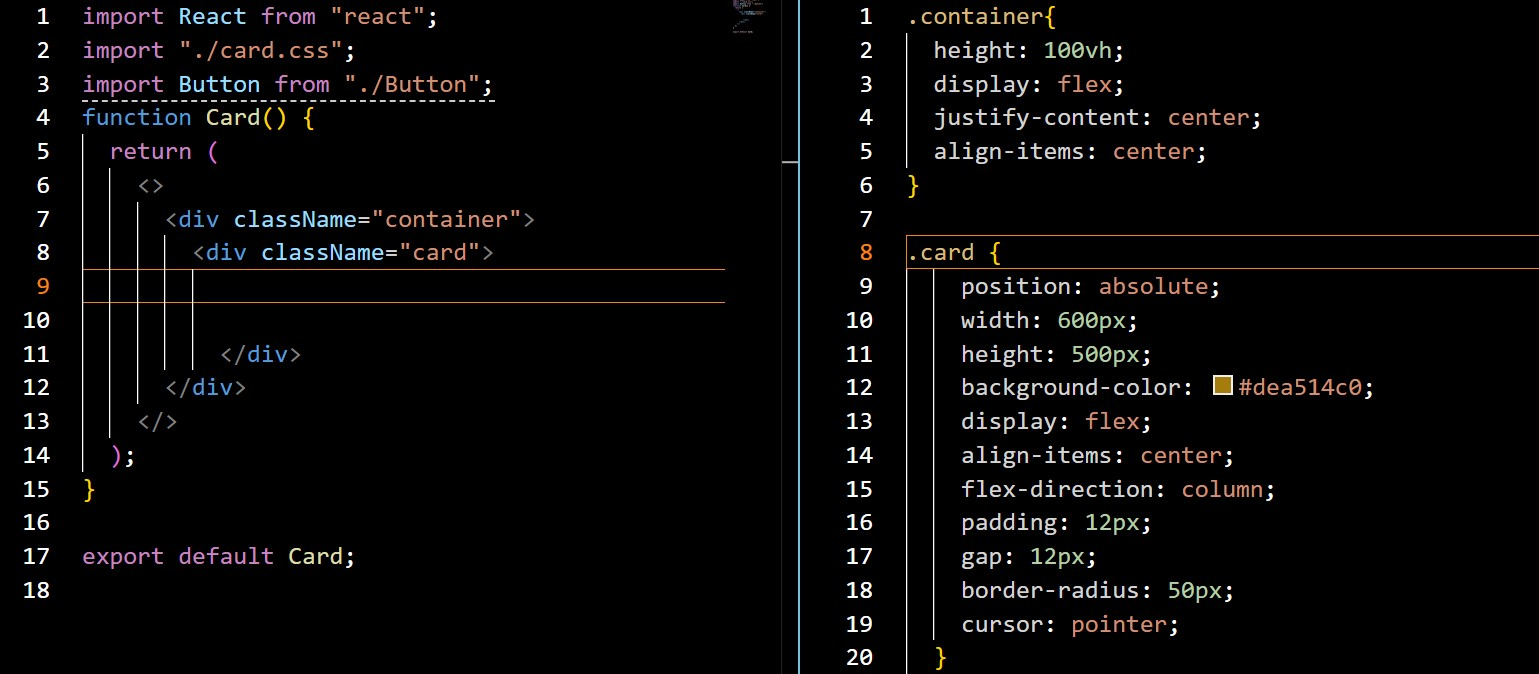 1 import React from "react";
2 import "./card.css";
3 import Button from "./Button";
4 function Card() {
5   return (
6     <>
7       <div className="container">
8         <div className="card">
9
10
11           </div>
12       </div>
13     </>
14   );
15 }
16
17 export default Card;
18
1 .container{
2   height: 100vh;
3   display: flex;
4   justify-content: center;
5   align-items: center;
6 }
7
8 .card {
9     position: absolute;
10     width: 600px;
11     height: 500px;
12     background-color: #dea514c0;
13     display: flex;
14     align-items: center;
15     flex-direction: column;
16     padding: 12px;
17     gap: 12px;
18     border-radius: 50px;
19     cursor: pointer;
20   }